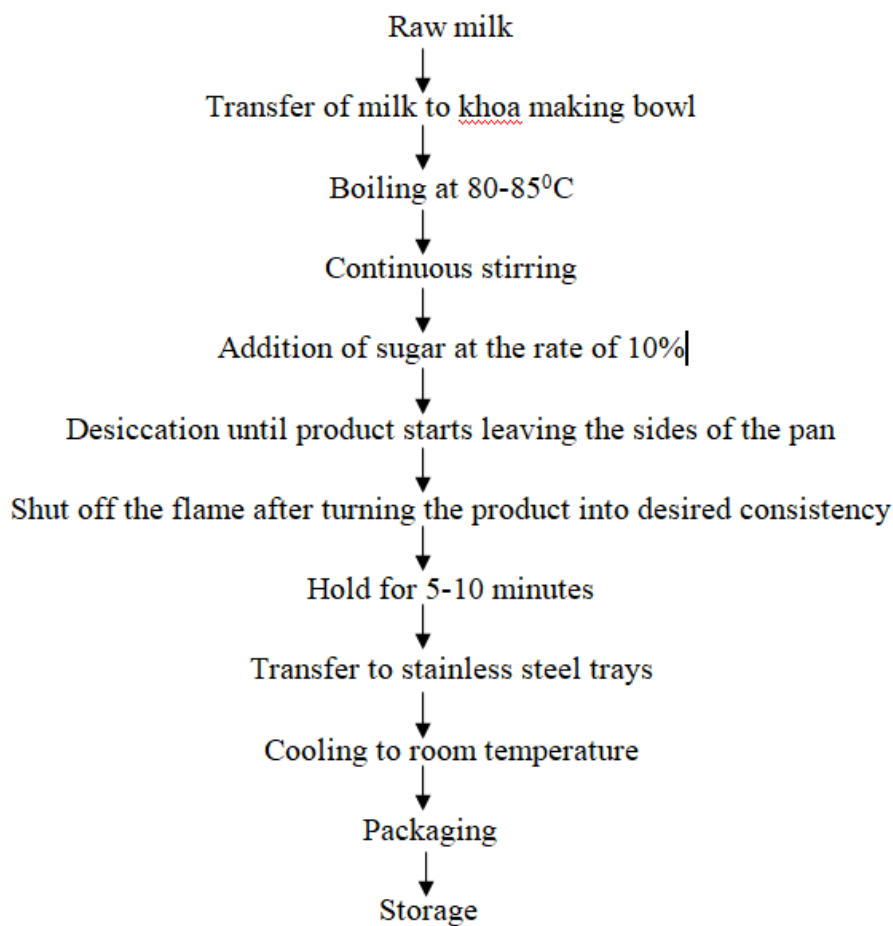 Raw milk
Transfer of milk to khoa making bowl
Boiling at 80-85⁰C
Continuous stirring
Addition of sugar at the rate of 10%
Desiccation until product starts leaving the sides of the pan
Shut off the flame after turning the product into desired consistency
Hold for 5-10 minutes
Transfer to stainless steel trays
Cooling to room temperature
Packaging
Storage